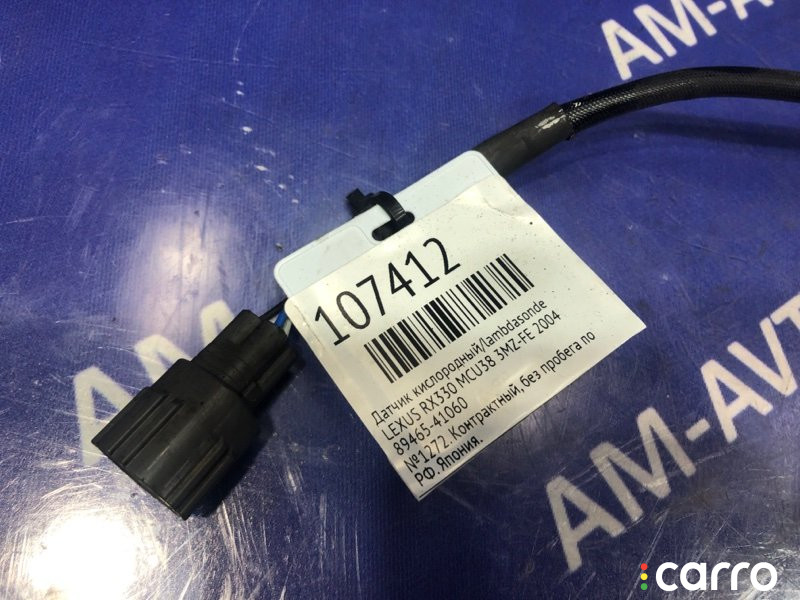 AM-AVT
107412
Датчик кислородный/lambdasonde
LEXUS RX330 MCU38 3MZ-FE 2004
89465-41060
№1272.Контрактный, без пробега по
РФ.Япония.
AM-AVT
AM-AVT
carro